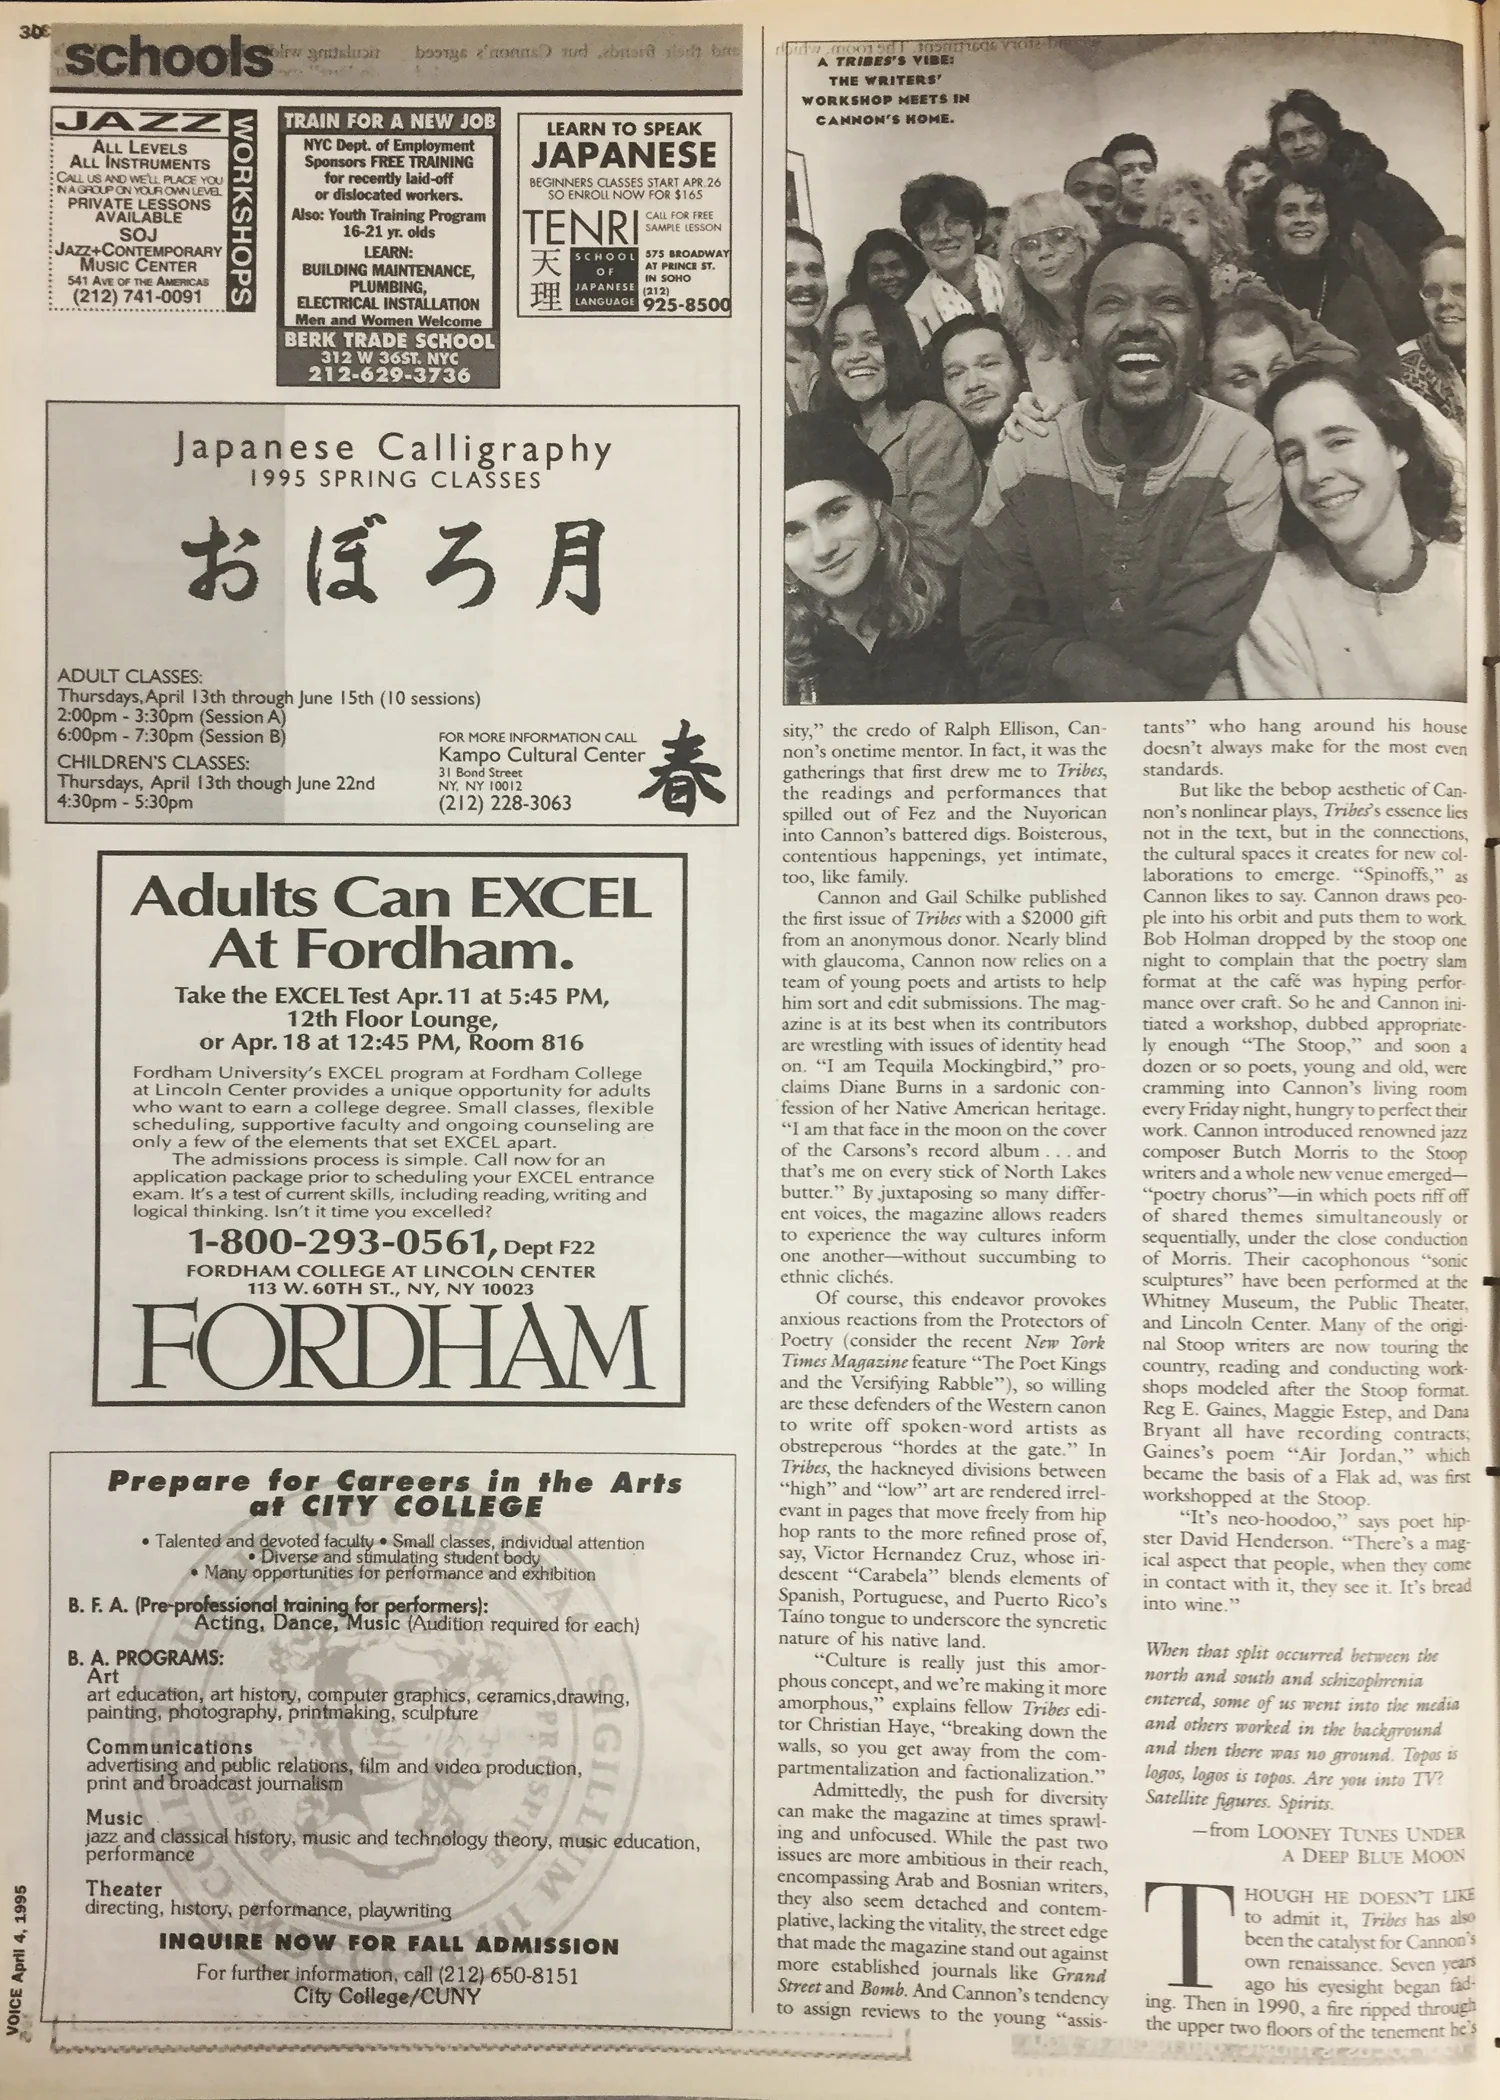 30
schools
JAZZ
WORKSHOPS
ALL LEVELS
ALL INSTRUMENTS
CALL US AND WE'LL PLACE YOU
IN A GROUP ON YOUR OWN LEVEL
PRIVATE LESSONS
AVAILABLE
SOJ
JAZZ+CONTEMPORARY
MUSIC CENTER
541 AVE OF THE AMERICAS
(212) 741-0091
TRAIN FOR A NEW JOB
NYC Dept. of Employment
Sponsors FREE TRAINING
for recently laid-off
or dislocated workers.
Also: Youth Training Program
16-21 yr. olds
LEARN:
BUILDING MAINTENANCE,
PLUMBING,
ELECTRICAL INSTALLATION
Men and Women Welcome
BERK TRADE SCHOOL
312 W 36ST. NYC
212-629-3736
LEARN TO SPEAK
JAPANESE
BEGINNERS CLASSES START APR.26
SO ENROLL NOW FOR $165
TENRI
CALL FOR FREE
SAMPLE LESSON
天理
SCHOOL
OF
JAPANESE
LANGUAGE
575 BROADWAY
AT PRINCE ST.
IN SOHO
(212)
925-8500
Japanese Calligraphy
1995 SPRING CLASSES
おぼろ月
ADULT CLASSES:
Thursdays, April 13th through June 15th (10 sessions)
2:00pm - 3:30pm (Session A)
6:00pm - 7:30pm (Session B)
CHILDREN'S CLASSES:
Thursdays, April 13th though June 22nd
4:30pm - 5:30pm
FOR MORE INFORMATION CALL
Kampo Cultural Center
31 Bond Street
NY, NY 10012
(212) 228-3063
春
Adults Can EXCEL
At Fordham.
Take the EXCEL Test Apr. 11 at 5:45 PM,
12th Floor Lounge,
or Apr. 18 at 12:45 PM, Room 816
Fordham University's EXCEL program at Fordham College
at Lincoln Center provides a unique opportunity for adults
who want to earn a college degree. Small classes, flexible
scheduling, supportive faculty and ongoing counseling are
only a few of the elements that set EXCEL apart.
The admissions process is simple. Call now for an
application package prior to scheduling your EXCEL entrance
exam. It's a test of current skills, including reading, writing and
logical thinking. Isn't it time you excelled?
1-800-293-0561, Dept F22
FORDHAM COLLEGE AT LINCOLN CENTER
113 W. 60TH ST., NY, NY 10023
FORDHAM
Prepare for Careers in the Arts
at CITY COLLEGE
• Talented and devoted faculty • Small classes, individual attention
• Diverse and stimulating student body
• Many opportunities for performance and exhibition
B. F. A. (Pre-professional training for performers):
Acting, Dance, Music (Audition required for each)
B. A. PROGRAMS:
Art
art education, art history, computer graphics, ceramics,drawing,
painting, photography, printmaking, sculpture
Communications
advertising and public relations, film and video production,
print and broadcast journalism
Music
jazz and classical history, music and technology theory, music education,
performance
Theater
directing, history, performance, playwriting
INQUIRE NOW FOR FALL ADMISSION
For further information, call (212) 650-8151
City College/CUNY
VOICE April 4, 1995
A TRIBES'S VIBE:
THE WRITERS'
WORKSHOP MEETS IN
CANNON'S HOME.
sity,” the credo of Ralph Ellison, Can-
non's onetime mentor. In fact, it was the
gatherings that first drew me to Tribes,
the readings and performances that
spilled out of Fez and the Nuyorican
into Cannon's battered digs. Boisterous,
contentious happenings, yet intimate,
too, like family.
Cannon and Gail Schilke published
the first issue of Tribes with a $2000 gift
from an anonymous donor. Nearly blind
with glaucoma, Cannon now relies on a
team of young poets and artists to help
him sort and edit submissions. The mag-
azine is at its best when its contributors
are wrestling with issues of identity head
on. “I am Tequila Mockingbird,” pro-
claims Diane Burns in a sardonic con-
fession of her Native American heritage.
“I am that face in the moon on the cover
of the Carsons's record album . . . and
that's me on every stick of North Lakes
butter.” By juxtaposing so many differ-
ent voices, the magazine allows readers
to experience the way cultures inform
one another—without succumbing to
ethnic clichés.
Of course, this endeavor provokes
anxious reactions from the Protectors of
Poetry (consider the recent New York
Times Magazine feature “The Poet Kings
and the Versifying Rabble”), so willing
are these defenders of the Western canon
to write off spoken-word artists as
obstreperous “hordes at the gate.” In
Tribes, the hackneyed divisions between
“high” and “low” art are rendered irrel-
evant in pages that move freely from hip
hop rants to the more refined prose of,
say, Victor Hernandez Cruz, whose iri-
descent “Carabela” blends elements of
Spanish, Portuguese, and Puerto Rico's
Taíno tongue to underscore the syncretic
nature of his native land.
“Culture is really just this amor-
phous concept, and we're making it more
amorphous,” explains fellow Tribes edi-
tor Christian Haye, “breaking down the
walls, so you get away from the com-
partmentalization and factionalization.”
Admittedly, the push for diversity
can make the magazine at times sprawl-
ing and unfocused. While the past two
issues are more ambitious in their reach,
encompassing Arab and Bosnian writers,
they also seem detached and contem-
plative, lacking the vitality, the street edge
that made the magazine stand out against
more established journals like Grand
Street and Bomb. And Cannon's tendency
to assign reviews to the young “assis-
tants” who hang around his house
doesn't always make for the most even
standards.
But like the bebop aesthetic of Can-
non's nonlinear plays, Tribes's essence lies
not in the text, but in the connections,
the cultural spaces it creates for new col-
laborations to emerge. “Spinoffs,” as
Cannon likes to say. Cannon draws peo-
ple into his orbit and puts them to work.
Bob Holman dropped by the stoop one
night to complain that the poetry slam
format at the café was hyping perfor-
mance over craft. So he and Cannon ini-
tiated a workshop, dubbed appropriate-
ly enough “The Stoop,” and soon a
dozen or so poets, young and old, were
cramming into Cannon's living room
every Friday night, hungry to perfect their
work. Cannon introduced renowned jazz
composer Butch Morris to the Stoop
writers and a whole new venue emerged—
“poetry chorus”—in which poets riff off
of shared themes simultaneously or
sequentially, under the close conduction
of Morris. Their cacophonous “sonic
sculptures” have been performed at the
Whitney Museum, the Public Theater,
and Lincoln Center. Many of the origi-
nal Stoop writers are now touring the
country, reading and conducting work-
shops modeled after the Stoop format.
Reg E. Gaines, Maggie Estep, and Dana
Bryant all have recording contracts;
Gaines's poem “Air Jordan,” which
became the basis of a Flak ad, was first
workshopped at the Stoop.
“It's neo-hoodoo,” says poet hip-
ster David Henderson. “There's a mag-
ical aspect that people, when they come
in contact with it, they see it. It's bread
into wine.”
When that split occurred between the
north and south and schizophrenia
entered, some of us went into the media
and others worked in the background
and then there was no ground. Topos is
logos, logos is topos. Are you into TV?
Satellite figures. Spirits.
—from LOONEY TUNES UNDER
A DEEP BLUE MOON
THOUGH HE DOESN'T LIKE
to admit it, Tribes has also
been the catalyst for Cannon's
own renaissance. Seven years
ago his eyesight began fad-
ing. Then in 1990, a fire ripped through
the upper two floors of the tenement he's